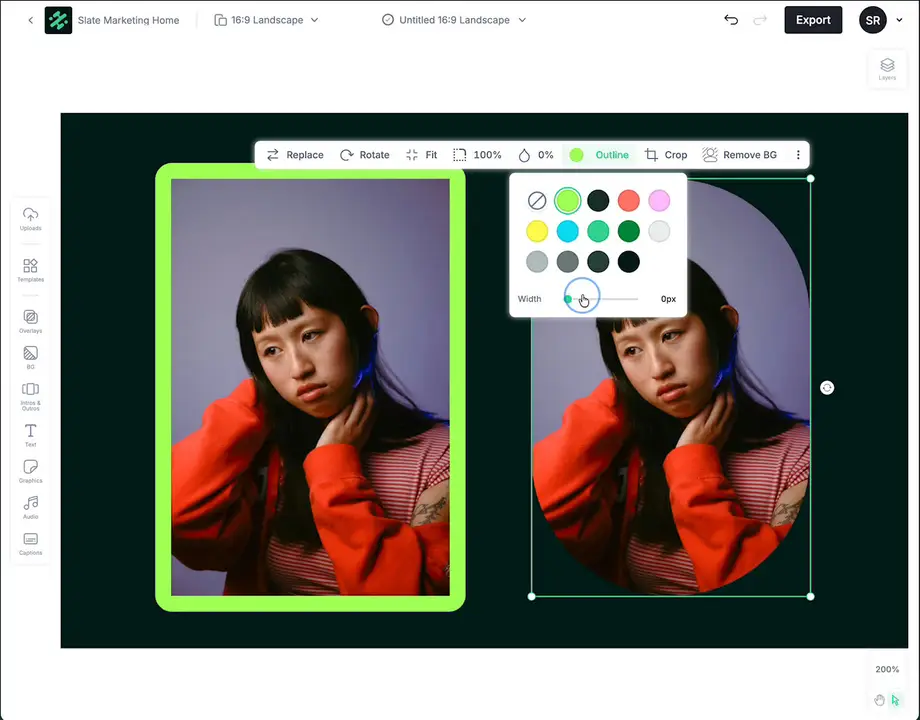 Slate Marketing Home
16:9 Landscape
Untitled 16:9 Landscape
Export
SR
Layers
Replace
Rotate
Fit
100%
0%
Outline
Crop
Remove BG
Width
0px
Uploads
Templates
Overlays
BG
Intros &
Outros
Text
Graphics
Audio
Captions
200%